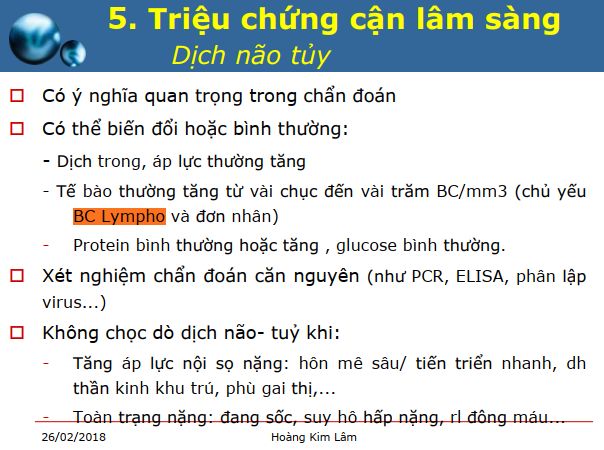 5. Triệu chứng cận lâm sàng
Dịch não tủy
Có ý nghĩa quan trọng trong chẩn đoán
Có thể biến đổi hoặc bình thường:
- Dịch trong, áp lực thường tăng
- Tế bào thường tăng từ vài chục đến vài trăm BC/mm3 (chủ yếu
BC Lympho và đơn nhân)
- Protein bình thường hoặc tăng , glucose bình thường.
Xét nghiệm chẩn đoán căn nguyên (như PCR, ELISA, phân lập
virus...)
Không chọc dò dịch não- tuỷ khi:
- Tăng áp lực nội sọ nặng: hôn mê sâu/ tiến triển nhanh, dh
thần kinh khu trú, phù gai thị,...
- Toàn trạng nặng: đang sốc, suy hô hấp nặng, rl đông máu...
26/02/2018
Hoàng Kim Lâm